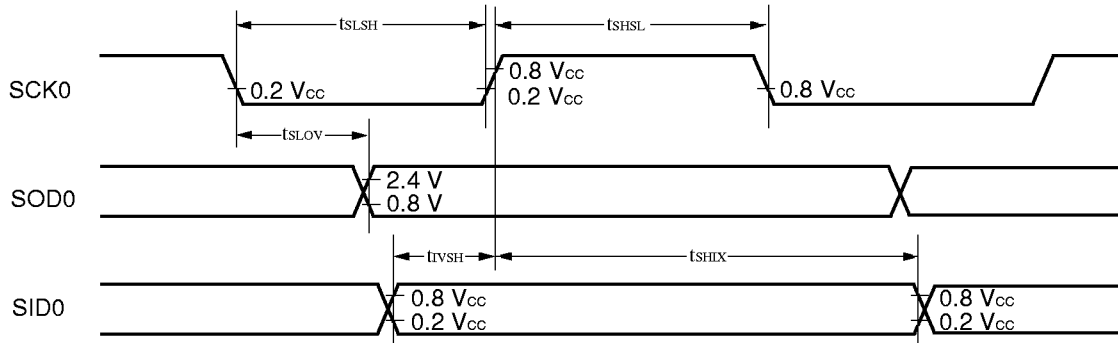 tSLSH
tSHSL
SCK0
0.2 VCC
0.8 VCC
0.2 VCC
0.8 VCC
tSLOV
SOD0
2.4 V
0.8 V
tIVSH
tSHIX
SID0
0.8 VCC
0.2 VCC
0.8 VCC
0.2 VCC